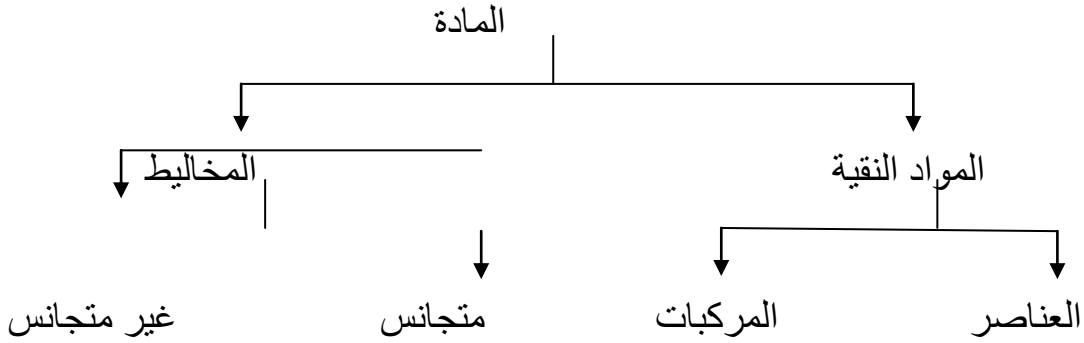 المادة
المواد النقية
المخاليط
العناصر
المركبات
متجانس
غير متجانس